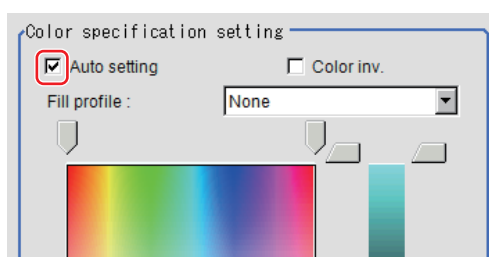 Color specification setting
Auto setting Color inv.
Fill profile : None